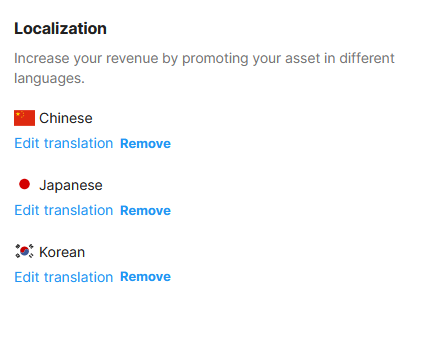 Localization
Increase your revenue by promoting your asset in different
languages.
Chinese
Edit translation Remove
Japanese
Edit translation Remove
Korean
Edit translation Remove